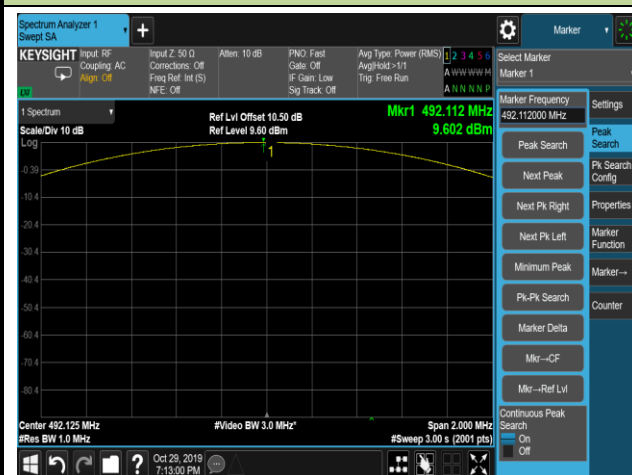 Spectrum Analyzer 1
Swept SA
+
Marker
KEYSIGHT
Input: RF
Coupling: AC
Align: Off
Input Z: 50 Ω
Corrections: Off
Freq Ref: Int (S)
NFE: Off
Atten: 10 dB
PNO: Fast
Gate: Off
IF Gain: Low
Sig Track: Off
Avg Type: Power (RMS)
Avg|Hold:>1/1
Trig: Free Run
1 2 3 4 5 6
A W W W W M
A N N N N P
Select Marker
Marker 1
1 Spectrum
Scale/Div 10 dB
Log
Ref Lvl Offset 10.50 dB
Ref Level 9.60 dBm
Mkr1 492.112 MHz
9.602 dBm
1
-0.39
-10.4
-20.4
-30.4
-40.4
-50.4
-60.4
-70.4
-80.4
Center 492.125 MHz
#Res BW 1.0 MHz
#Video BW 3.0 MHz*
Span 2.000 MHz
#Sweep 3.00 s (2001 pts)
Marker Frequency
492.112000 MHz
Peak Search
Next Peak
Next Pk Right
Next Pk Left
Minimum Peak
Pk-Pk Search
Marker Delta
Mkr→CF
Mkr→Ref Lvl
Continuous Peak
Search
On
Off
Settings
Peak
Search
Pk Search
Config
Properties
Marker
Function
Marker→
Counter
?
Oct 29, 2019
7:13:00 PM